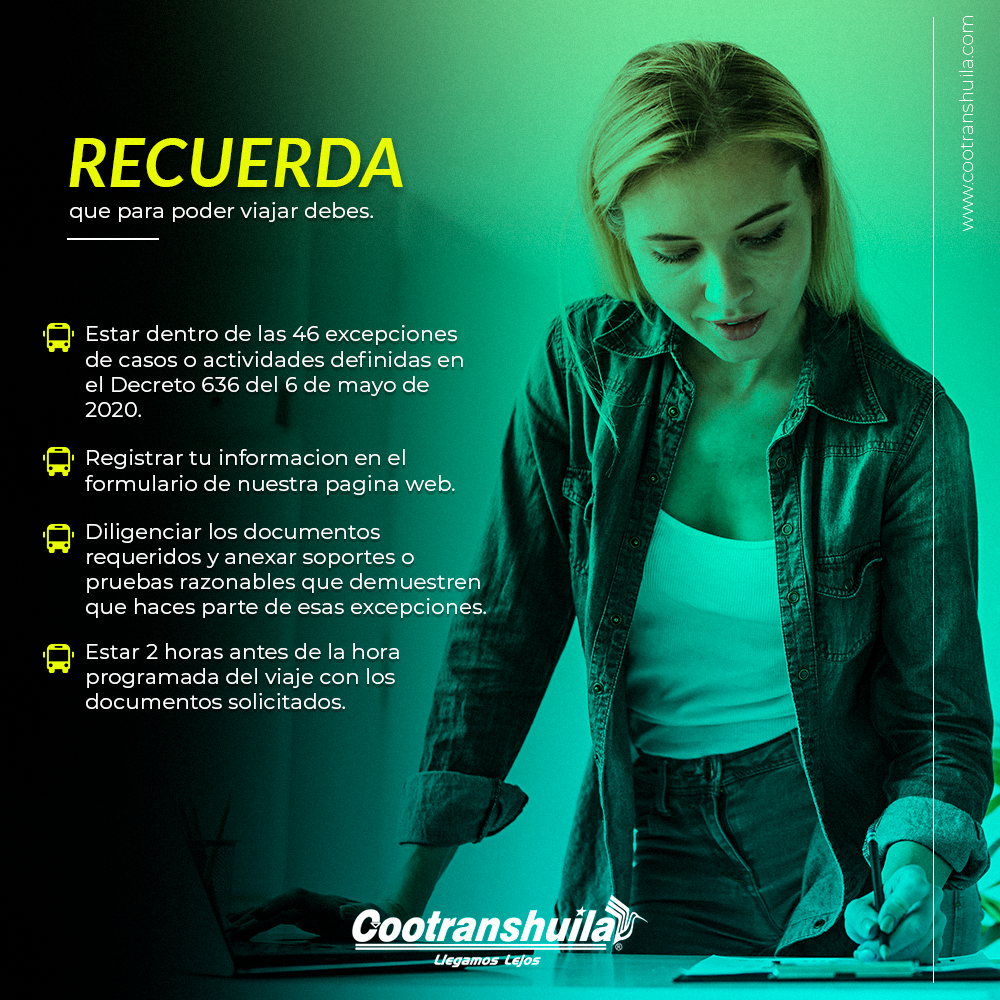 www.cootranshuila.com
RECUERDA
que para poder viajar debes.
Estar dentro de las 46 excepciones
de casos o actividades definidas en
el Decreto 636 del 6 de mayo de
2020.
Registrar tu informacion en el
formulario de nuestra pagina web.
Diligenciar los documentos
requeridos y anexar soportes o
pruebas razonables que demuestren
que haces parte de esas excepciones.
Estar 2 horas antes de la hora
programada del viaje con los
documentos solicitados.
Cootranshuila®
Llegamos Lejos